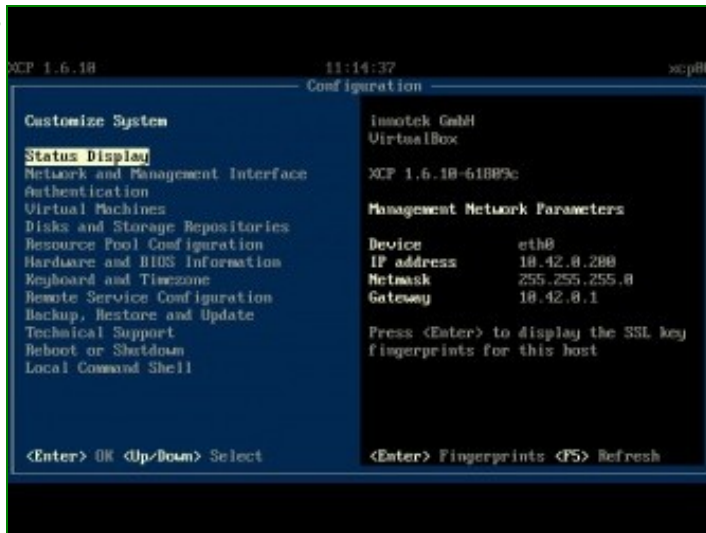 XCP 1.6.10 11:14:37 xcp0
Configuration
Customize System
Status Display
Network and Management Interface
Authentication
Virtual Machines
Disks and Storage Repositories
Resource Pool Configuration
Hardware and BIOS Information
Keyboard and Timezone
Remote Service Configuration
Backup, Restore and Update
Technical Support
Reboot or Shutdown
Local Command Shell
<Enter> OK <Up/Down> Select
innotek GmbH
VirtualBox
XCP 1.6.10-61809c
Management Network Parameters
Device eth0
IP address 10.42.0.200
Netmask 255.255.255.0
Gateway 10.42.0.1
Press <Enter> to display the SSL key
fingerprints for this host
<Enter> Fingerprints <F5> Refresh